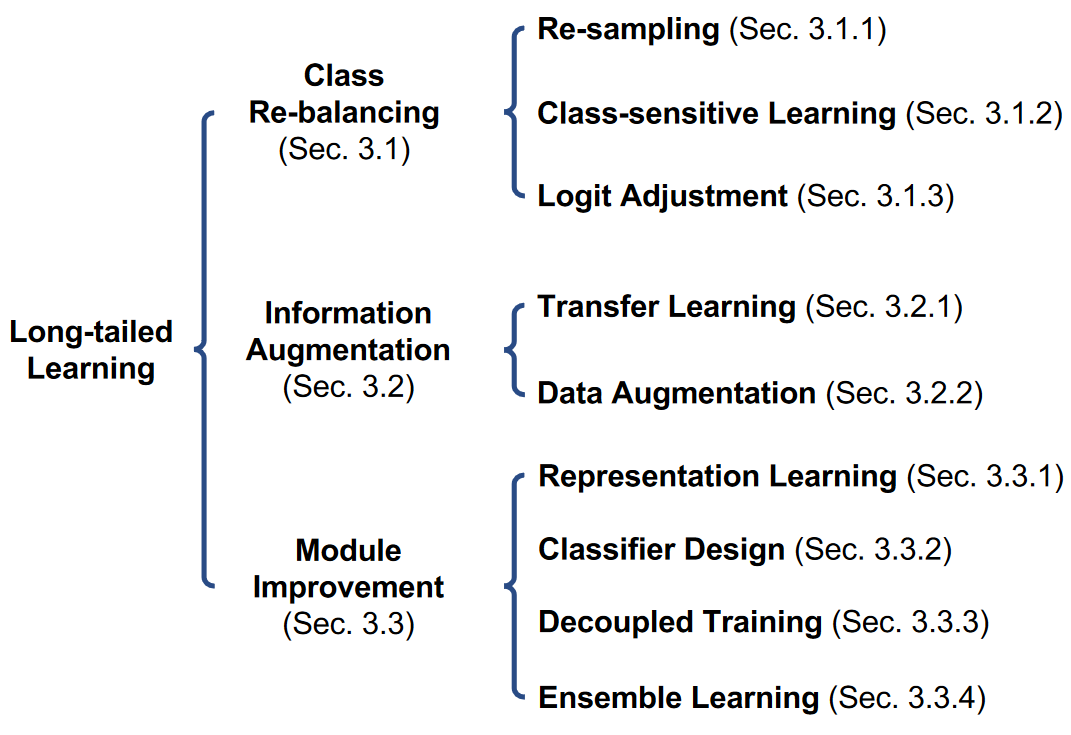 Long-tailed
Learning
Class
Re-balancing
(Sec. 3.1)
Re-sampling (Sec. 3.1.1)
Class-sensitive Learning (Sec. 3.1.2)
Logit Adjustment (Sec. 3.1.3)
Information
Augmentation
(Sec. 3.2)
Transfer Learning (Sec. 3.2.1)
Data Augmentation (Sec. 3.2.2)
Module
Improvement
(Sec. 3.3)
Representation Learning (Sec. 3.3.1)
Classifier Design (Sec. 3.3.2)
Decoupled Training (Sec. 3.3.3)
Ensemble Learning (Sec. 3.3.4)